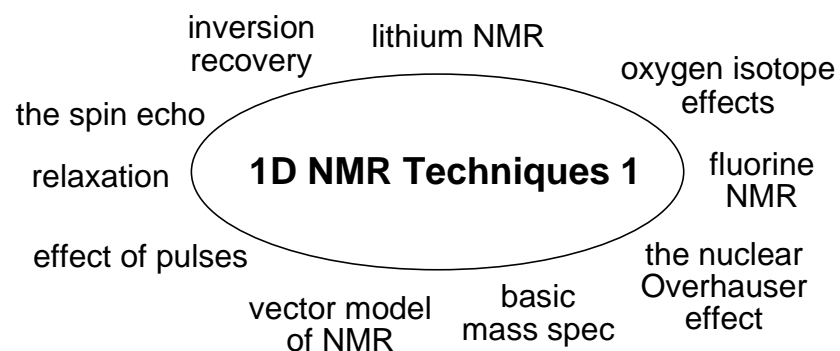 inversion
recovery
lithium NMR
oxygen isotope
effects
the spin echo
1D NMR Techniques 1
relaxation
fluorine
NMR
effect of pulses
the nuclear
Overhauser
effect
vector model
of NMR
basic
mass spec